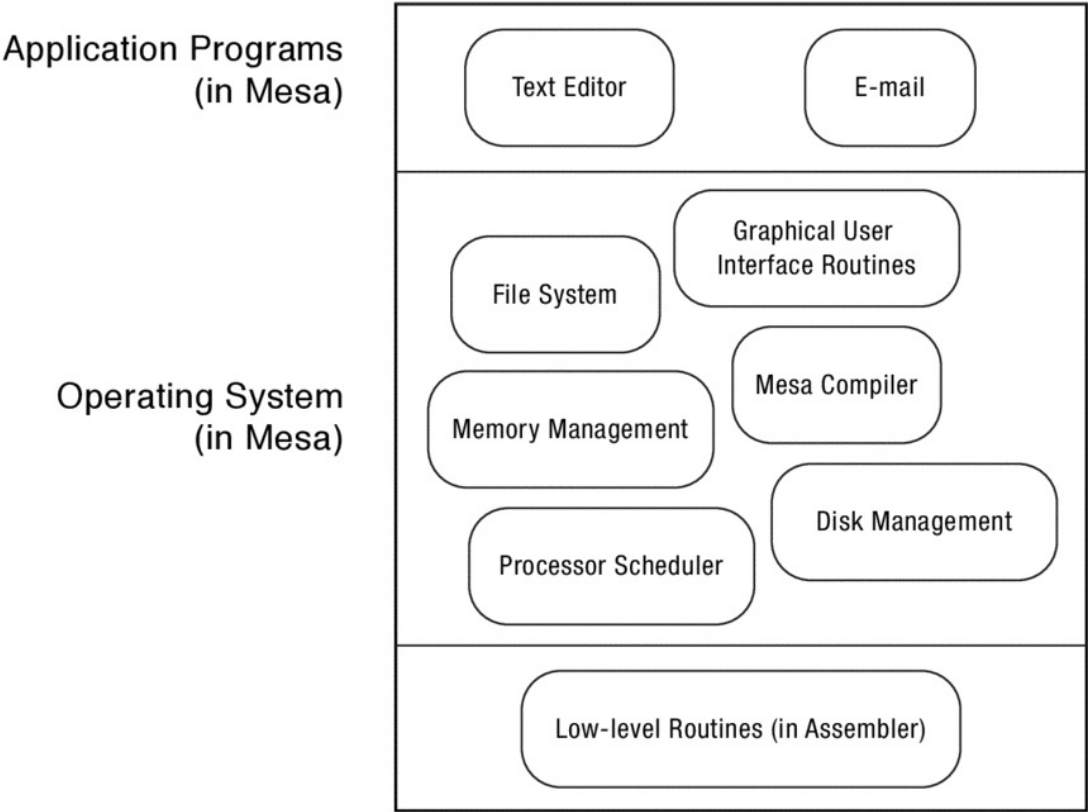 Application Programs
(in Mesa)
Text Editor
E-mail
Operating System
(in Mesa)
Graphical User
Interface Routines
File System
Mesa Compiler
Memory Management
Disk Management
Processor Scheduler
Low-level Routines (in Assembler)